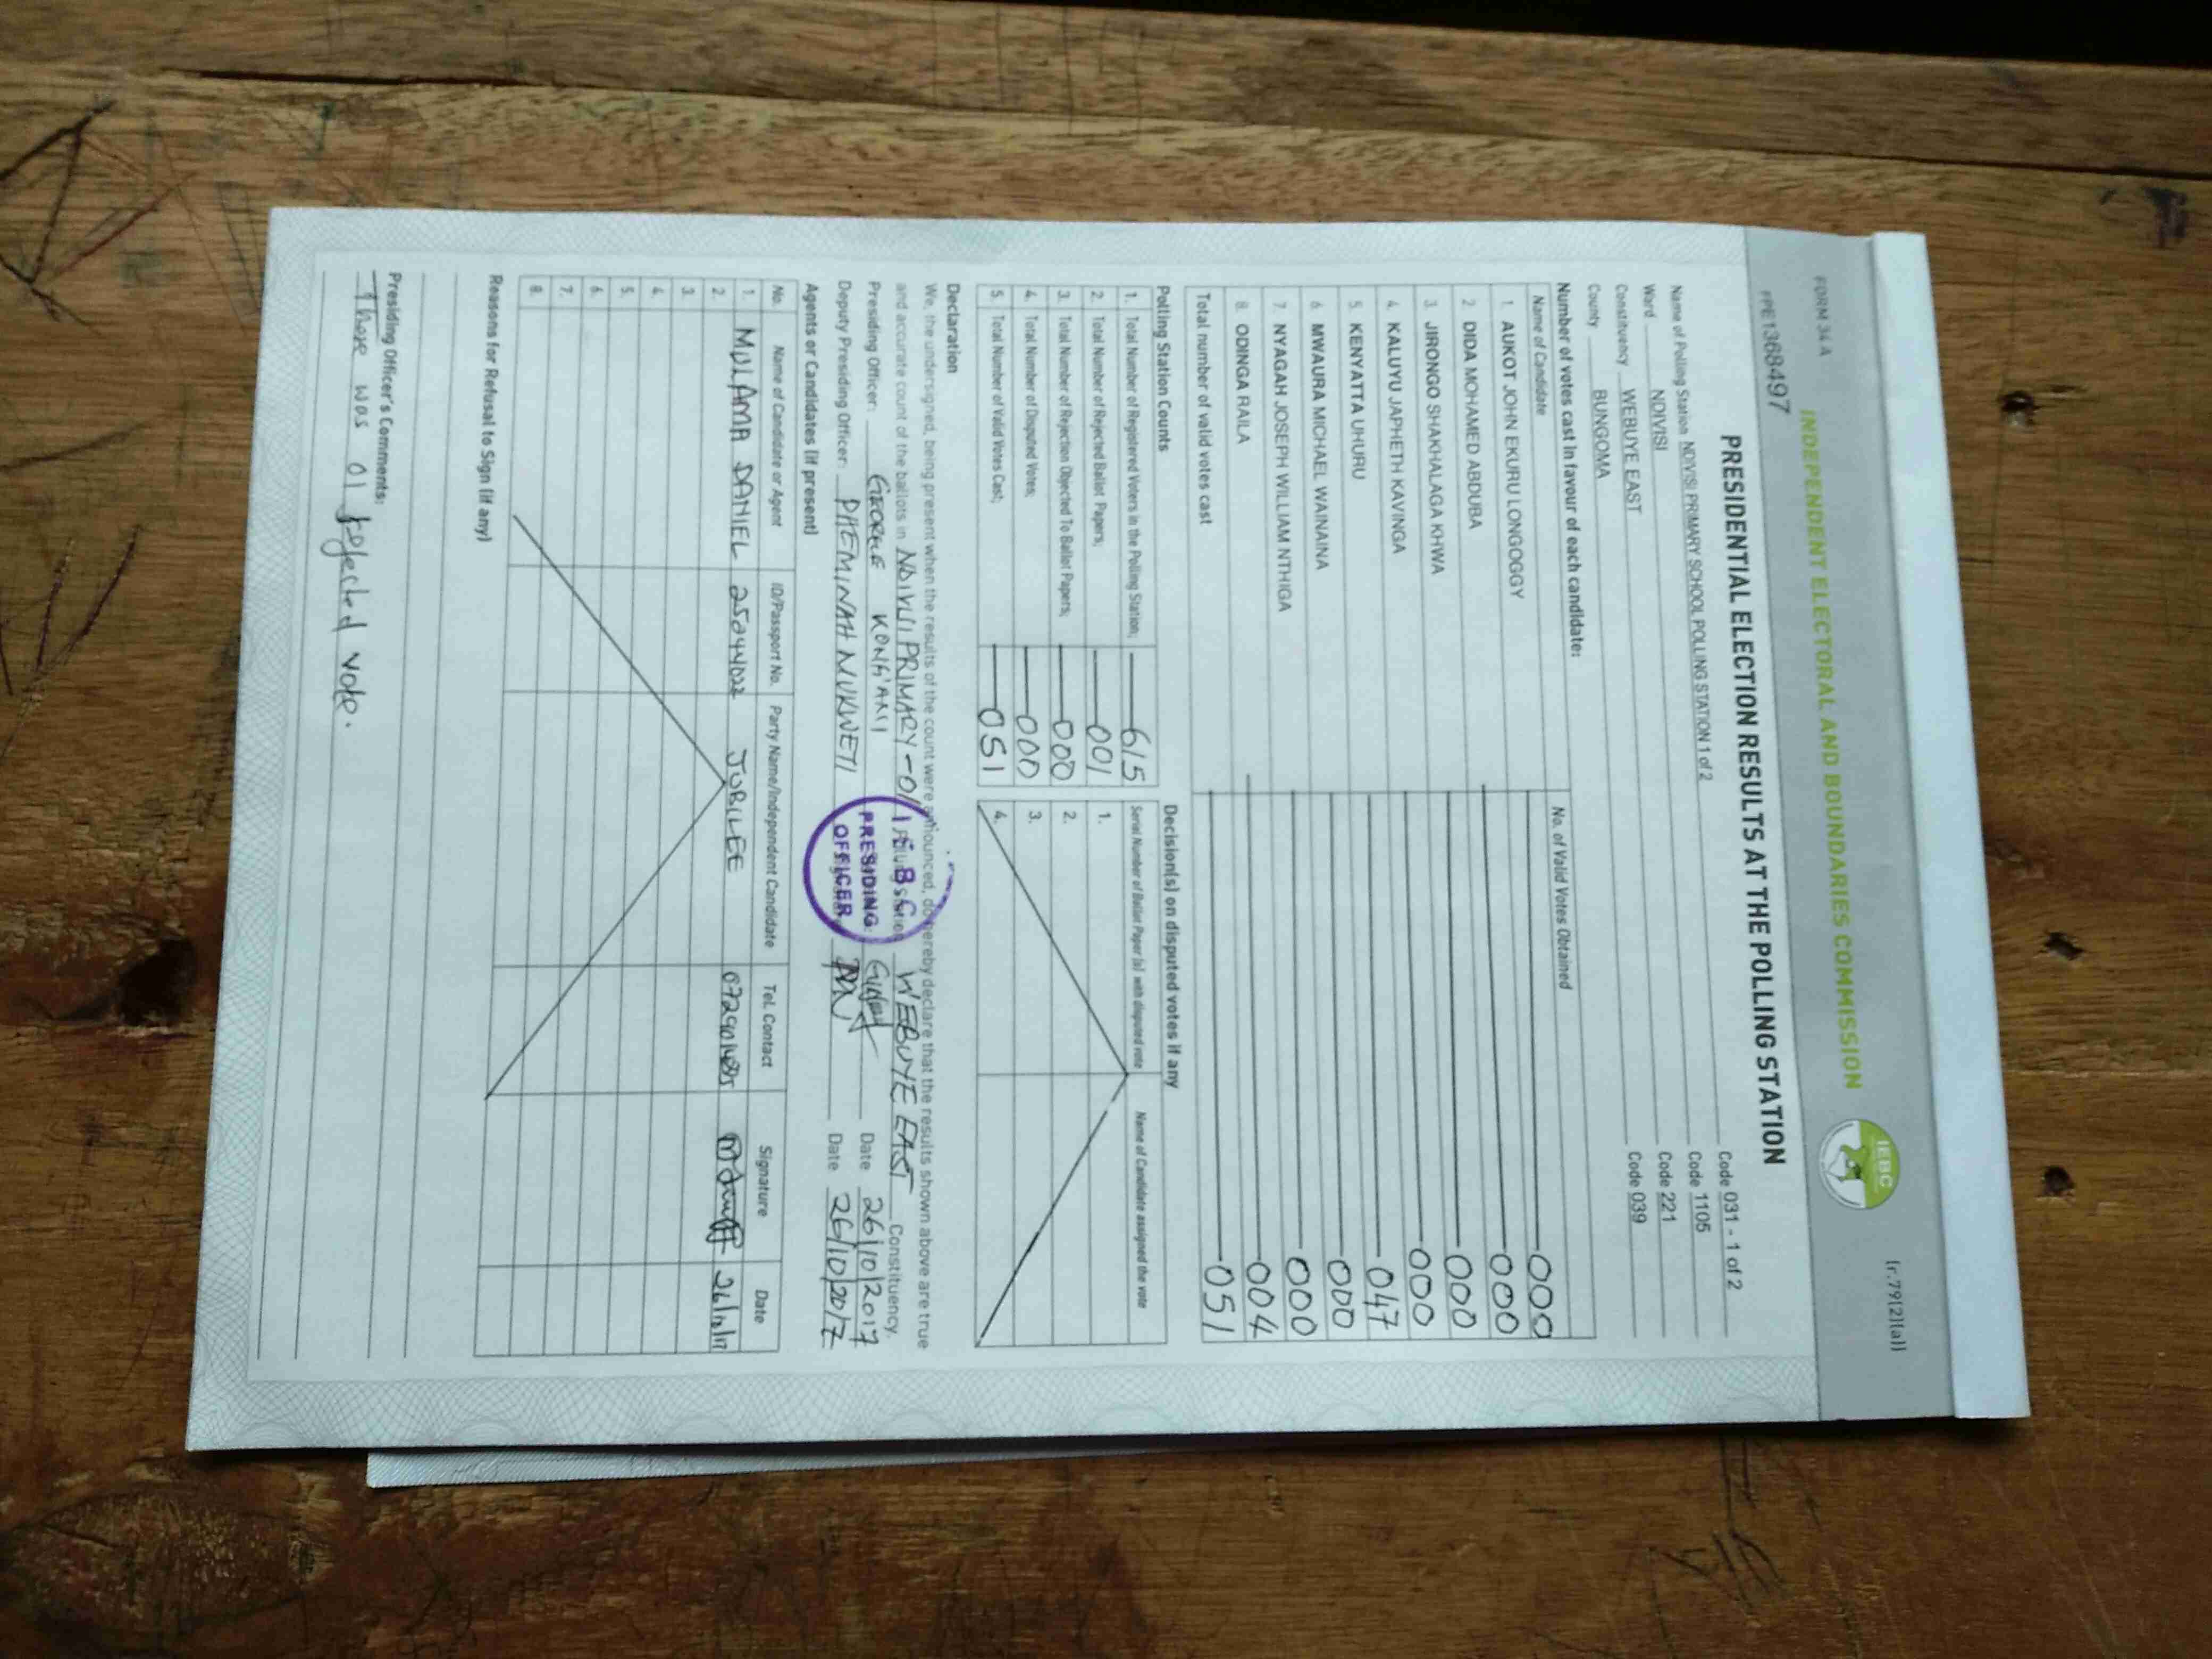 FORM 34 A
[r.79(2)(a)]
INDEPENDENT ELECTORAL AND BOUNDARIES COMMISSION
IEBC
PPE1368497
PRESIDENTIAL ELECTION RESULTS AT THE POLLING STATION
Name of Polling Station NDIVISI PRIMARY SCHOOL POLLING STATION 1 of 2 Code 031 - 1 of 2
Ward NDIVISI Code 1105
Constituency WEBUYE EAST Code 221
County BUNGOMA Code 039
Number of votes cast in favour of each candidate:
Name of Candidate No. of Valid Votes Obtained
1. AUKOT JOHN EKURU LONGOGGY 000
2. DIDA MOHAMED ABDUBA 000
3. JIRONGO SHAKHALAGA KHWA 000
4. KALUYU JAPHETH KAVINGA 000
5. KENYATTA UHURU 047
6. MWAURA MICHAEL WAINAINA 000
7. NYAGAH JOSEPH WILLIAM NTHIGA 000
8. ODINGA RAILA 004
Total number of valid votes cast 051
Polling Station Counts
1. Total Number of Registered Voters in the Polling Station; 615
2. Total Number of Rejected Ballot Papers; 001
3. Total Number of Rejection Objected To Ballot Papers; 000
4. Total Number of Disputed Votes; 000
5. Total Number of Valid Votes Cast; 051
Decision(s) on disputed votes if any
Serial Number of Ballot Paper (s) with disputed vote Name of Candidate assigned the vote
1.
2.
3.
4.
Declaration
We, the undersigned, being present when the results of the count were announced, do hereby declare that the results shown above are true
and accurate count of the ballots in NDIVISI PRIMARY - 01 Polling Station WEBUYE EAST Constituency.
Presiding Officer: GEORGE Date 26/10/2017
Deputy Presiding Officer: PHEMINAH MUKWETI Date 26/10/2017
IEBC
PRESIDING
OFFICER
Agents or Candidates (if present)
No. Name of Candidate or Agent ID/Passport No. Party Name/Independent Candidate Tel. Contact Signature Date
1. MULAMA DANIEL 25244022 JUBILEE 26/10/17
2.
3.
4.
5.
6.
7.
8.
Reasons for Refusal to Sign (if any)
Presiding Officer's Comments:
There was 01 rejected vote.